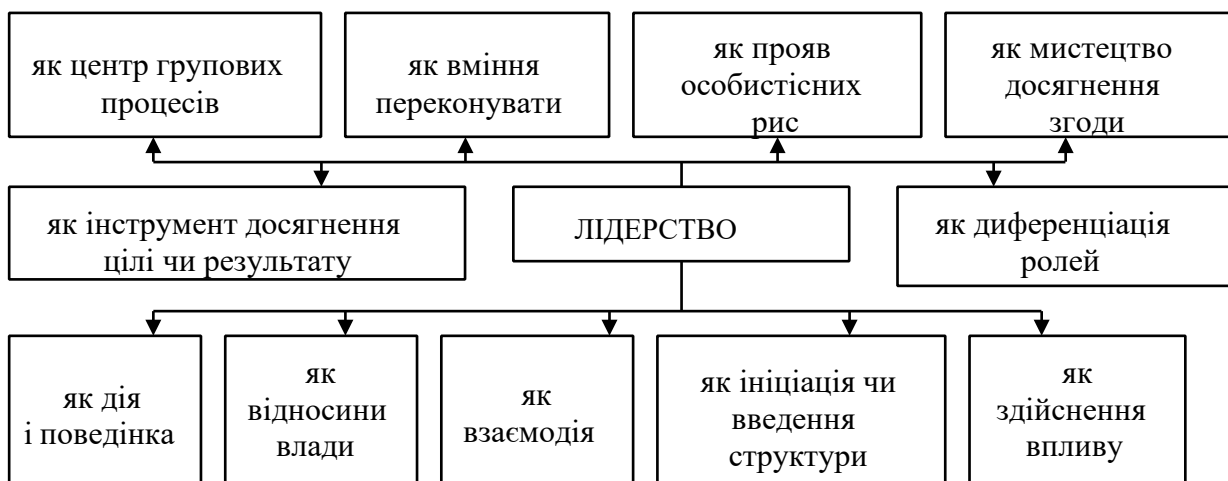 як центр групових
процесів
як вміння
переконувати
як прояв
особистісних
рис
як мистецтво
досягнення
згоди
як інструмент досягнення
цілі чи результату
ЛІДЕРСТВО
як диференціація
ролей
як дія
і поведінка
як
відносини
влади
як
взаємодія
як ініціація чи
введення
структури
як
здійснення
впливу